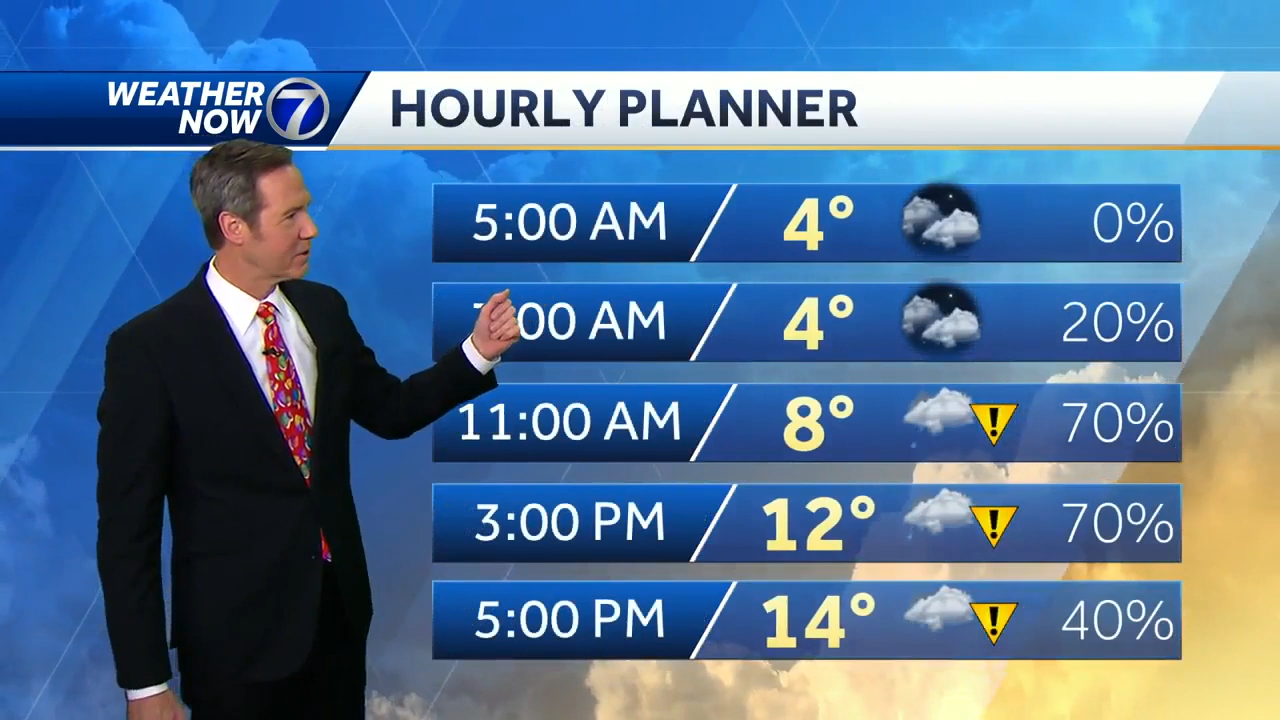 WEATHER
NOW 7
HOURLY PLANNER
5:00 AM 4° 0%
:00 AM 4° 20%
11:00 AM 8° ! 70%
3:00 PM 12° ! 70%
5:00 PM 14° ! 40%